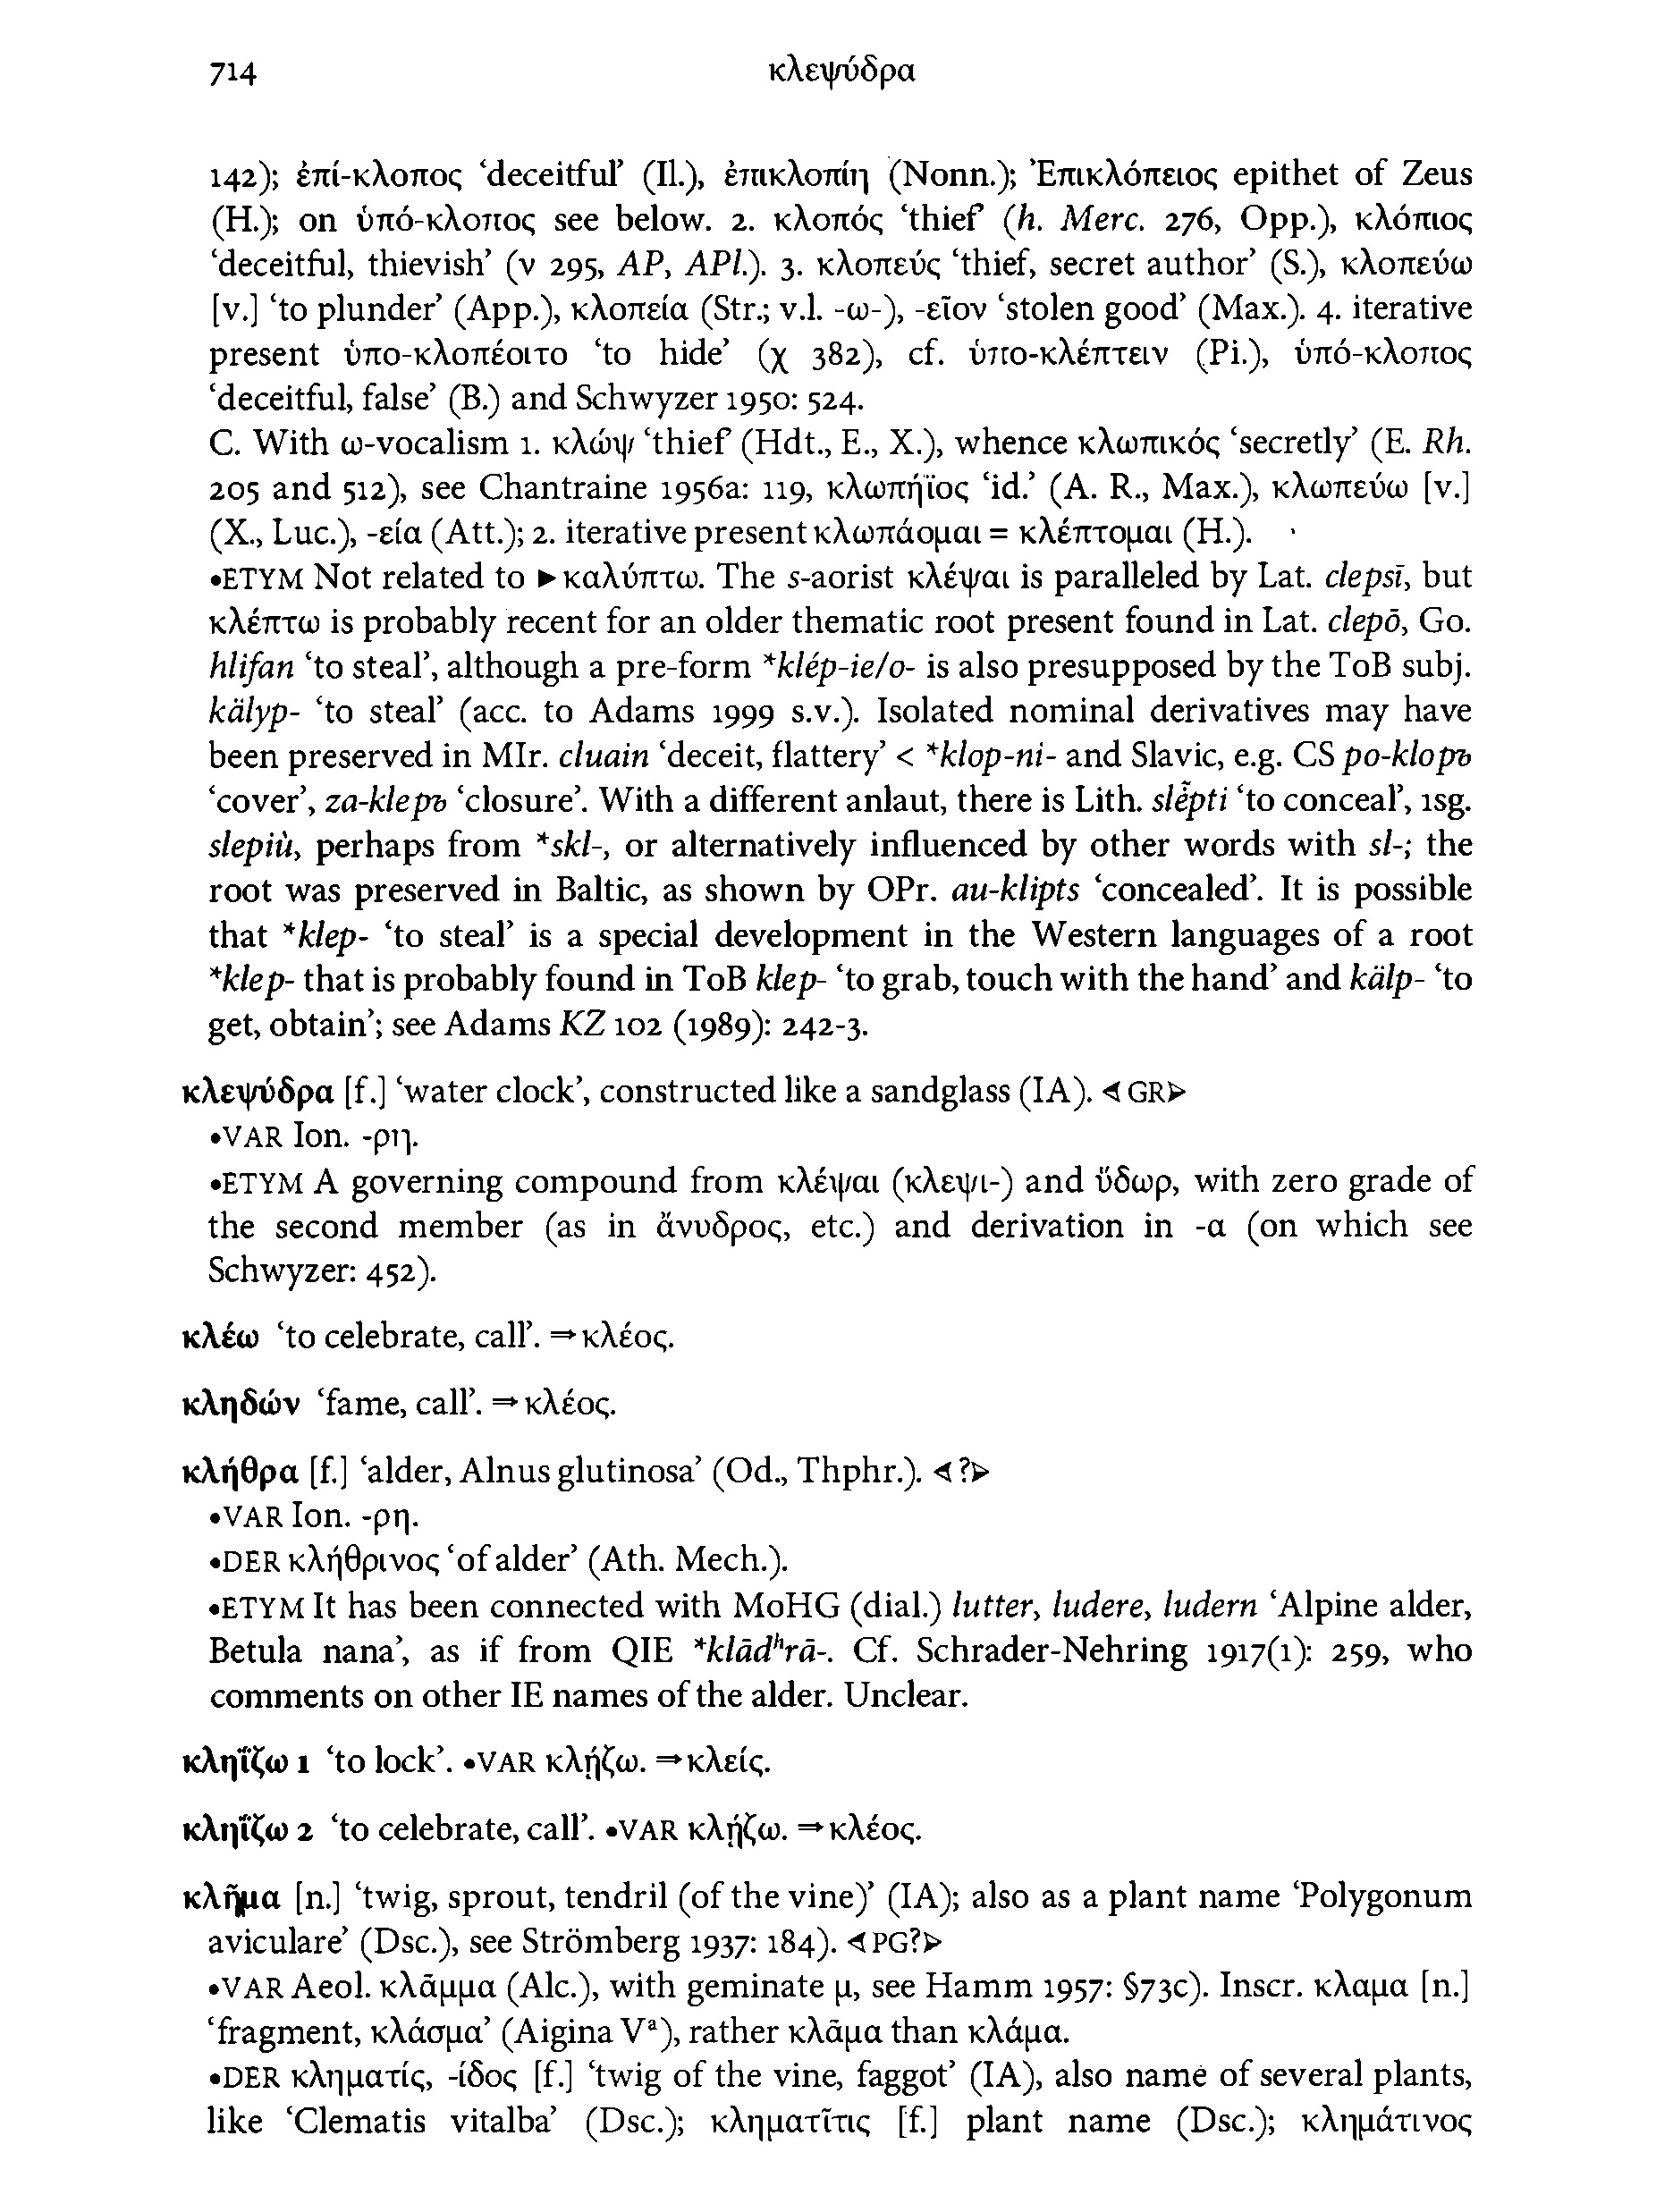 714 κλεψύδρα
142); ἐπί-κλοπος ‘deceitful’ (Il.), ἐπικλοπίη (Nonn.); Ἐπικλόπειος epithet of Zeus
(H.); on ὑπό-κλοπος see below. 2. κλοπός ‘thief’ (h. Merc. 276, Opp.), κλόπιος
‘deceitful, thievish’ (ν 295, AP, APl.). 3. κλοπεύς ‘thief, secret author’ (S.), κλοπεύω
[v.] ‘to plunder’ (App.), κλοπεία (Str.; v.l. -ω-), -εῖον ‘stolen good’ (Max.). 4. iterative
present ὑπο-κλοπέοιτο ‘to hide’ (χ 382), cf. ὑπο-κλέπτειν (Pi.), ὑπό-κλοπος
‘deceitful, false’ (B.) and Schwyzer 1950: 524.
C. With ω-vocalism 1. κλώψ ‘thief’ (Hdt., E., X.), whence κλωπικός ‘secretly’ (E. Rh.
205 and 512), see Chantraine 1956a: 119, κλωπήϊος ‘id.’ (A. R., Max.), κλωπεύω [v.]
(X., Luc.), -εία (Att.); 2. iterative present κλωπάομαι = κλέπτομαι (H.).
•ETYM Not related to ►καλύπτω. The s-aorist κλέψαι is paralleled by Lat. clepsī, but
κλέπτω is probably recent for an older thematic root present found in Lat. clepō, Go.
hlifan ‘to steal’, although a pre-form *klép-ie/o- is also presupposed by the ToB subj.
kälyp- ‘to steal’ (acc. to Adams 1999 s.v.). Isolated nominal derivatives may have
been preserved in MIr. cluain ‘deceit, flattery’ < *klop-ni- and Slavic, e.g. CS po-klopъ
‘cover’, za-klepъ ‘closure’. With a different anlaut, there is Lith. slė̃pti ‘to conceal’, 1sg.
slepiù, perhaps from *skl-, or alternatively influenced by other words with sl-; the
root was preserved in Baltic, as shown by OPr. au-klipts ‘concealed’. It is possible
that *klep- ‘to steal’ is a special development in the Western languages of a root
*klep- that is probably found in ToB klep- ‘to grab, touch with the hand’ and kälp- ‘to
get, obtain’; see Adams KZ 102 (1989): 242-3.
κλεψύδρα [f.] ‘water clock’, constructed like a sandglass (IA). ◁GR▷
•VAR Ion. -ρη.
•ETYM A governing compound from κλέψαι (κλεψι-) and ὕδωρ, with zero grade of
the second member (as in ἄνυδρος, etc.) and derivation in -α (on which see
Schwyzer: 452).
κλέω ‘to celebrate, call’. ⇒κλέος.
κληδών ‘fame, call’. ⇒κλέος.
κλήθρα [f.] ‘alder, Alnus glutinosa’ (Od., Thphr.). ◁?▷
•VAR Ion. -ρη.
•DER κλήθρινος ‘of alder’ (Ath. Mech.).
•ETYM It has been connected with MoHG (dial.) lutter, ludere, ludern ‘Alpine alder,
Betula nana’, as if from QIE *klādʰrā-. Cf. Schrader-Nehring 1917(1): 259, who
comments on other IE names of the alder. Unclear.
κληΐζω 1 ‘to lock’. •VAR κλῄζω. ⇒κλείς.
κληΐζω 2 ‘to celebrate, call’. •VAR κλῄζω. ⇒κλέος.
κλῆμα [n.] ‘twig, sprout, tendril (of the vine)’ (IA); also as a plant name ‘Polygonum
aviculare’ (Dsc.), see Strömberg 1937: 184). ◁PG?▷
•VAR Aeol. κλᾶμμα (Alc.), with geminate μ, see Hamm 1957: §73c). Inscr. κλαμα [n.]
‘fragment, κλάσμα’ (Aigina Vᵃ), rather κλᾶμα than κλάμα.
•DER κληματίς, -ίδος [f.] ‘twig of the vine, faggot’ (IA), also name of several plants,
like ‘Clematis vitalba’ (Dsc.); κληματῖτις [f.] plant name (Dsc.); κλημάτινος